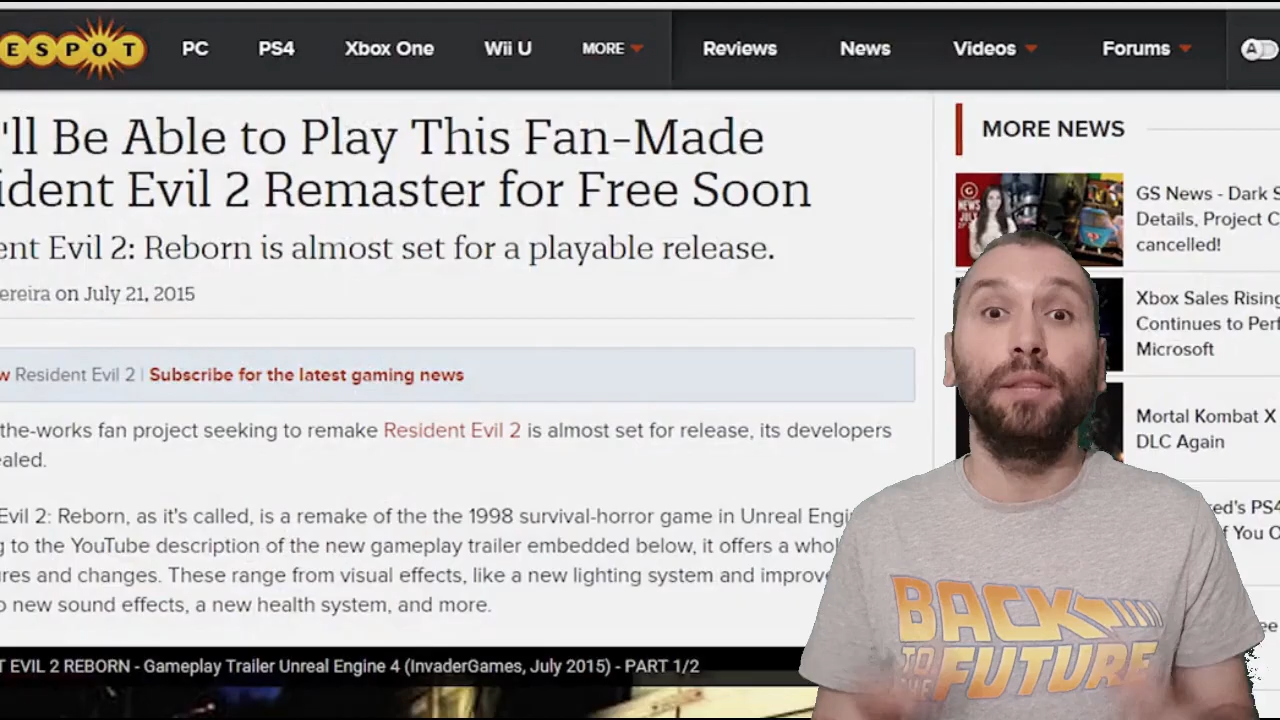 ESPOT
PC
PS4
Xbox One
Wii U
MORE
Reviews
News
Videos
Forums
A
'll Be Able to Play This Fan-Made
ident Evil 2 Remaster for Free Soon
ent Evil 2: Reborn is almost set for a playable release.
ereira on July 21, 2015
w Resident Evil 2 | Subscribe for the latest gaming news
the-works fan project seeking to remake Resident Evil 2 is almost set for release, its developers
ealed.
Evil 2: Reborn, as it's called, is a remake of the the 1998 survival-horror game in Unreal Engi
g to the YouTube description of the new gameplay trailer embedded below, it offers a whol
res and changes. These range from visual effects, like a new lighting system and improve
o new sound effects, a new health system, and more.
T EVIL 2 REBORN - Gameplay Trailer Unreal Engine 4 (InvaderGames, July 2015) - PART 1/2
MORE NEWS
G
NEWS
JULY
GS News - Dark S
Details, Project C
cancelled!
Xbox Sales Rising
Continues to Perf
Microsoft
Mortal Kombat X
DLC Again
ed's PS4
f You O
ee
BACK
TO THE
FUTURE